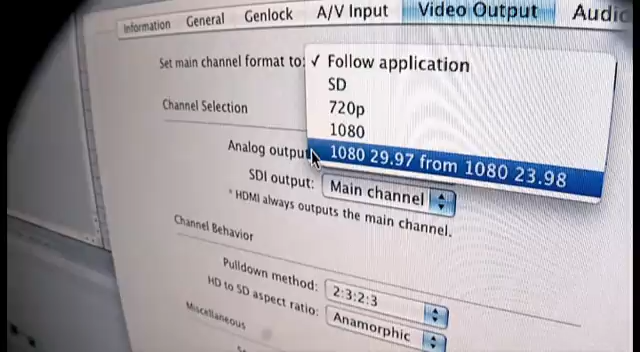 Information General Genlock A/V Input Video Output
Set main channel format to: ✓ Follow application
SD
720p
1080
1080 29.97 from 1080 23.98
Channel Selection
Analog output
SDI output: Main channel
* HDMI always outputs the main channel.
Channel Behavior
Pulldown method: 2:3:2:3
HD to SD aspect ratio: Anamorphic
Miscellaneous